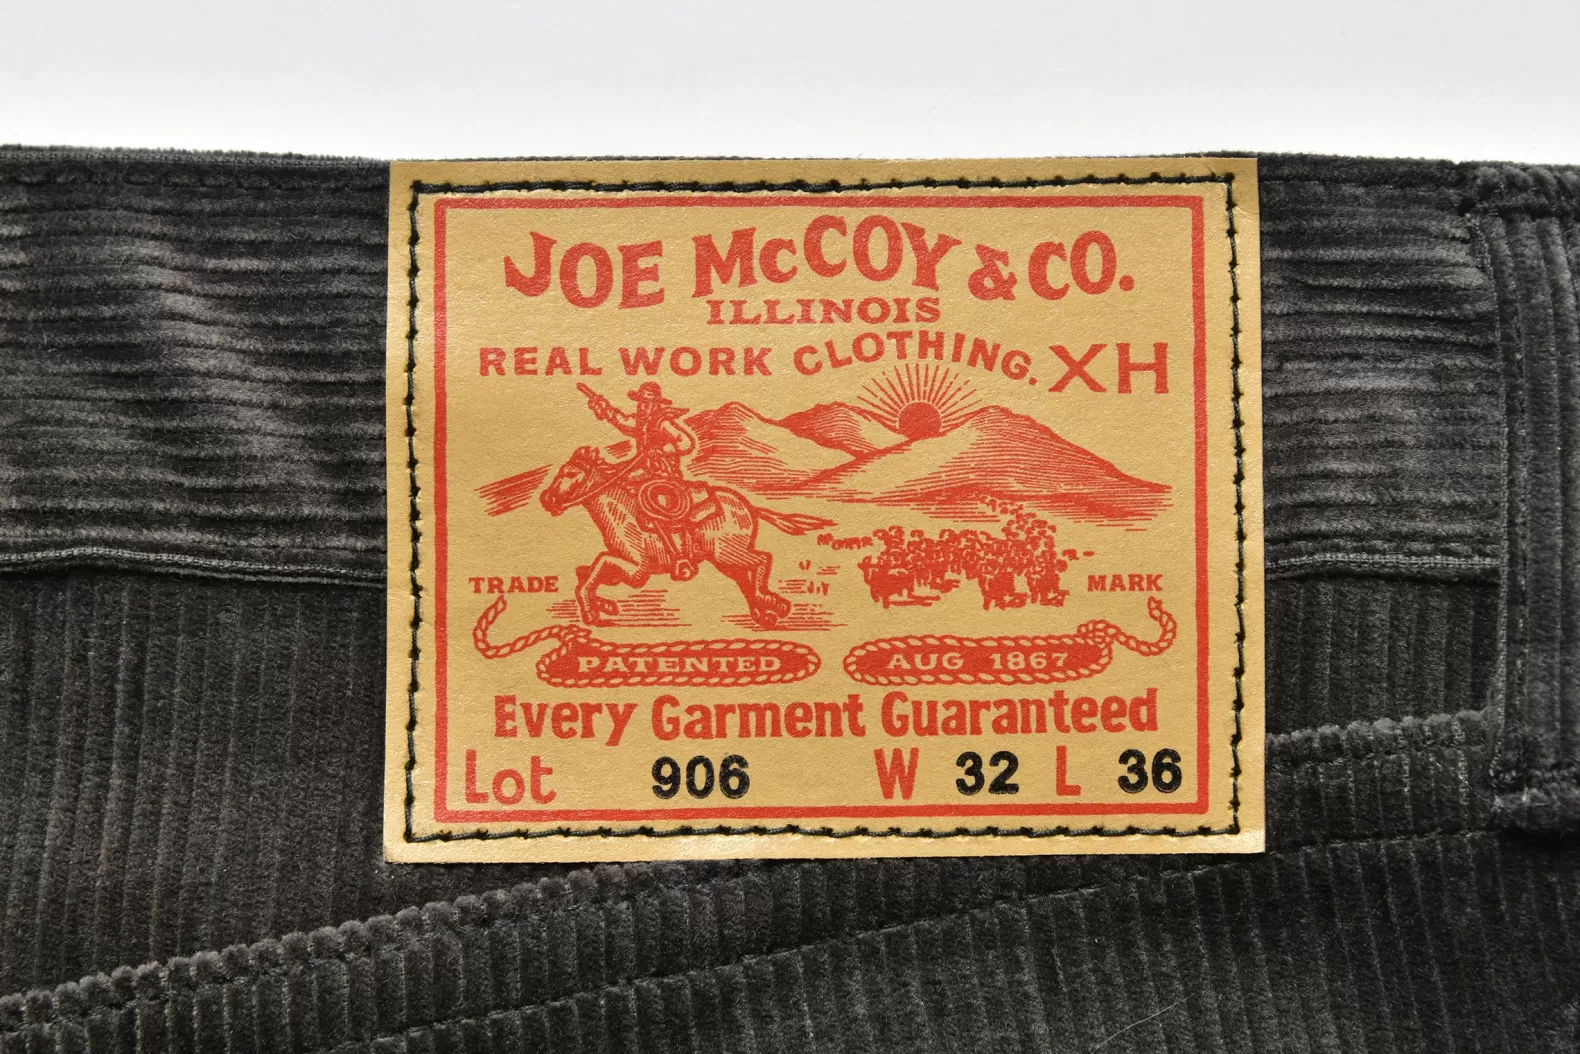 JOE McCOY & CO.
ILLINOIS
REAL WORK CLOTHING. XH
TRADE MARK
PATENTED AUG 1867
Every Garment Guaranteed
Lot 906 W 32 L 36